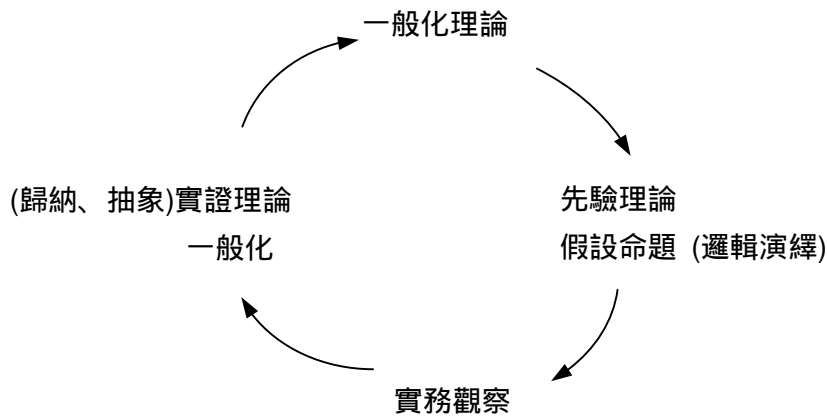 一般化理論
(歸納、抽象)實證理論
一般化
先驗理論
假設命題 (邏輯演繹)
實務觀察